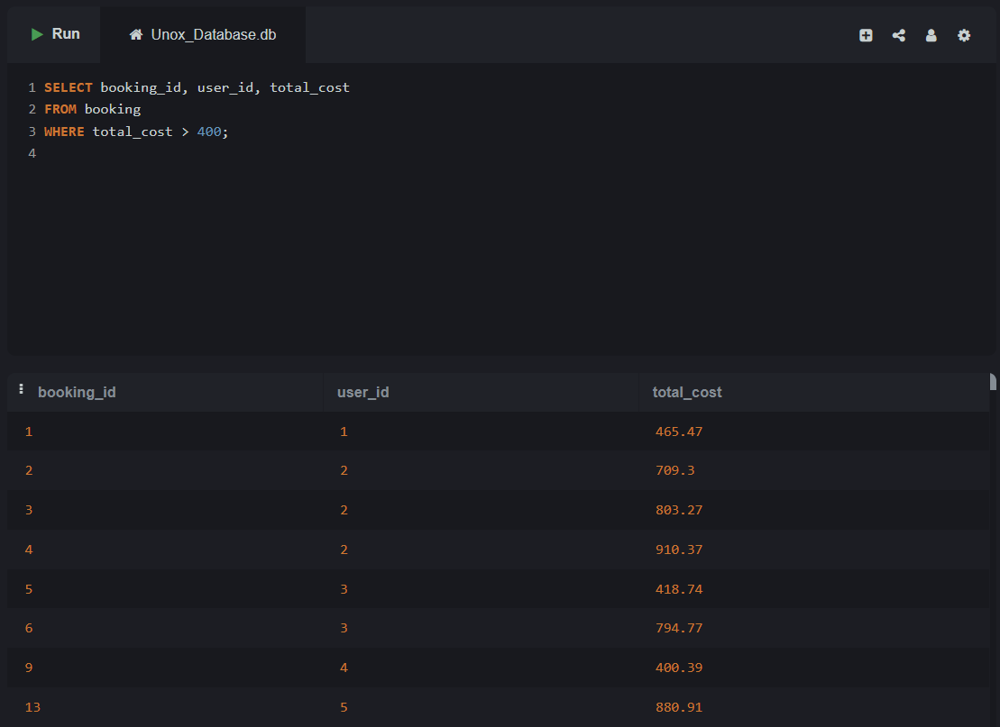 Run Unox_Database.db
1 SELECT booking_id, user_id, total_cost
2 FROM booking
3 WHERE total_cost > 400;
4
booking_id user_id total_cost
1 1 465.47
2 2 709.3
3 2 803.27
4 2 910.37
5 3 418.74
6 3 794.77
9 4 400.39
13 5 880.91